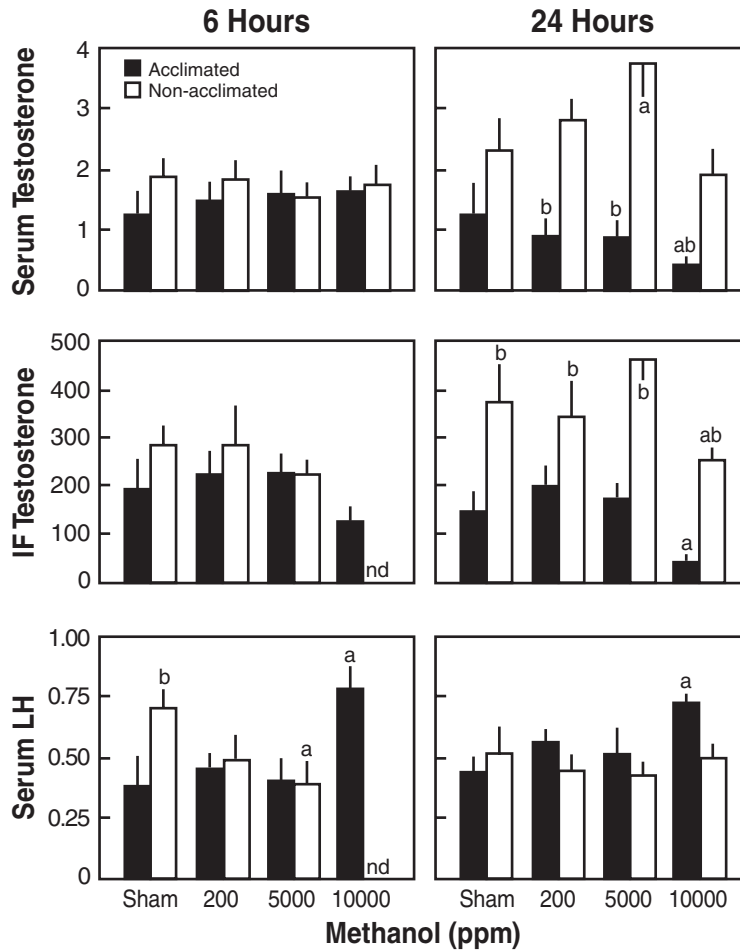 6 Hours
24 Hours
Serum Testosterone
4
3
2
1
0
Acclimated
Non-acclimated
a
b
b
ab
IF Testosterone
500
400
300
200
100
0
nd
b
b
b
ab
a
Serum LH
1.00
0.75
0.50
0.25
0
b
a
a
nd
a
Sham 200 5000 10000
Sham 200 5000 10000
Methanol (ppm)